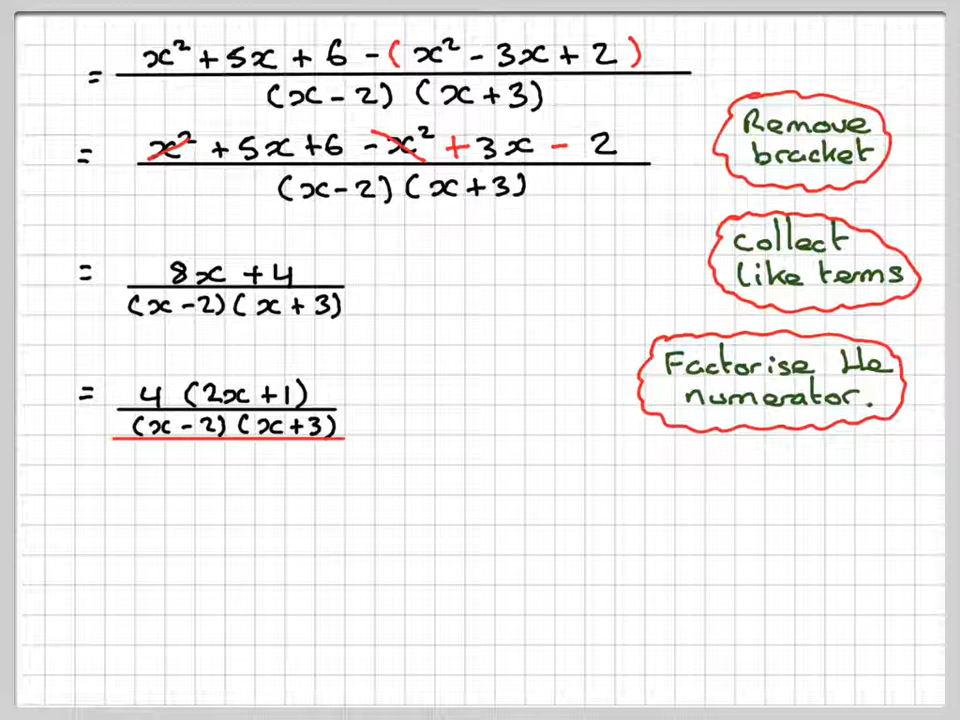 = x² + 5x + 6 - (x² - 3x + 2)
(x - 2) (x + 3)
= x² + 5x + 6 - x² + 3x - 2
(x - 2) (x + 3)
= 8x + 4
(x - 2) (x + 3)
= 4 (2x + 1)
(x - 2) (x + 3)
Remove
bracket
Collect
like terms
Factorise the
numerator.